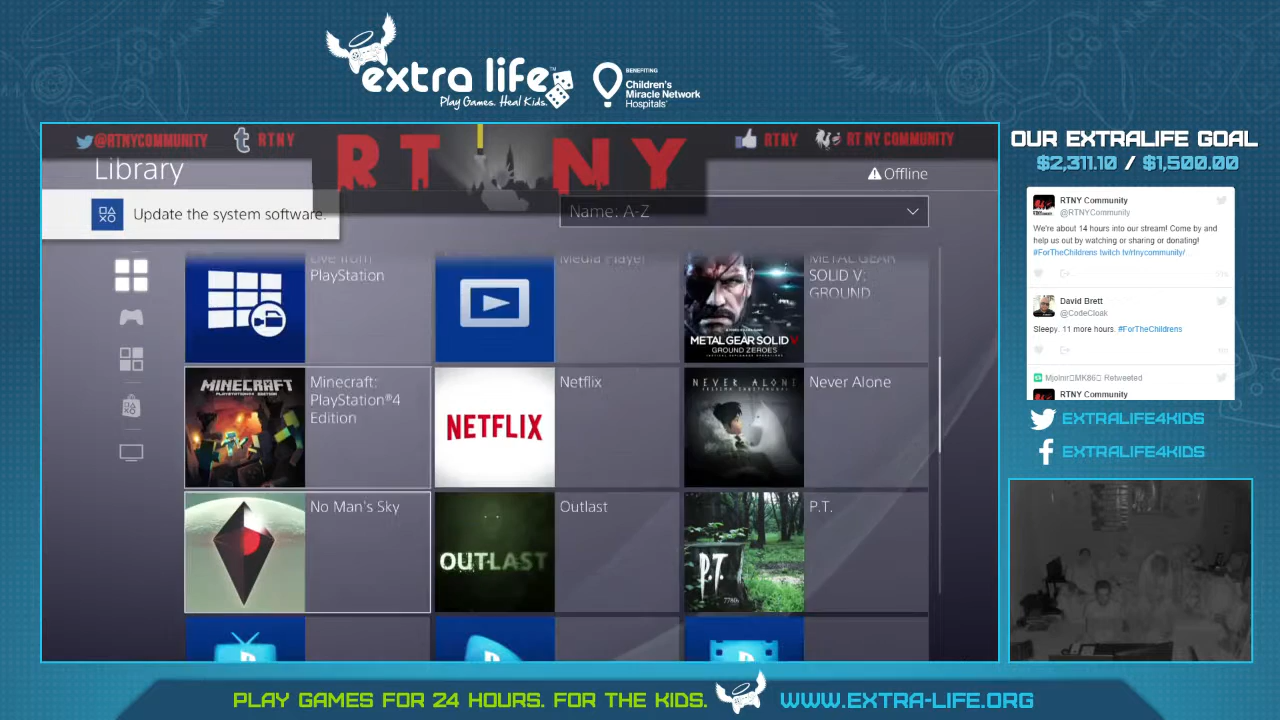 extra life™
Play Games. Heal Kids.
BENEFITING
Children's
Miracle Network
Hospitals®
@RTNYCOMMUNITY
RTNY
RT NY
RTNY
RT NY COMMUNITY
Library
Offline
Update the system software.
Name: A-Z
Live from
PlayStation
Media Player
METAL GEAR
SOLID V:
GROUND
METAL GEAR SOLID V
GROUND ZEROES
MINECRAFT
PLAYSTATION®4 EDITION
Minecraft:
PlayStation®4
Edition
NETFLIX
Netflix
NEVER ALONE
Never Alone
No Man's Sky
OUTLAST
Outlast
P.T.
P.T.
OUR EXTRALIFE GOAL
$2,311.10 / $1,500.00
RTNY Community
@RTNYCommunity
We're about 14 hours into our stream! Come by and
help us out by watching or sharing or donating!
#ForTheChildrens twitch.tv/rtnycommunity/
David Brett
@CodeCloak
Sleepy. 11 more hours. #ForTheChildrens
Retweeted
RTNY Community
EXTRALIFE4KIDS
EXTRALIFE4KIDS
PLAY GAMES FOR 24 HOURS. FOR THE KIDS.
WWW.EXTRA-LIFE.ORG